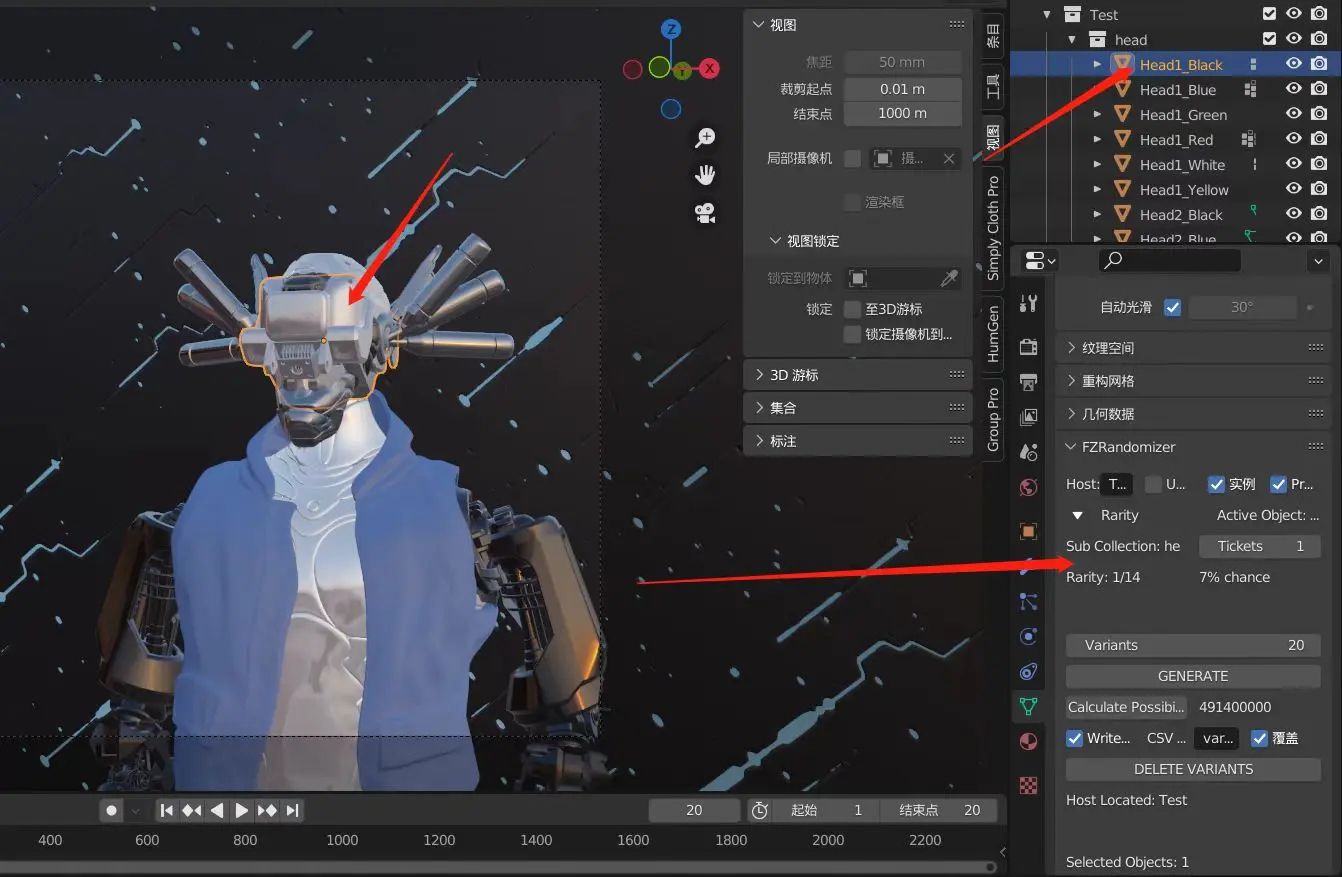 视图
焦距 50 mm
裁剪起点 0.01 m
结束点 1000 m
局部摄像机 摄...
渲染框
视图锁定
锁定到物体
锁定 至3D游标
锁定摄像机到...
3D 游标
集合
标注
Z
Y
X
条目
工具
视图
Simply Cloth Pro
HumGen
Group Pro
Test
head
Head1_Black
Head1_Blue
Head1_Green
Head1_Red
Head1_White
Head1_Yellow
Head2_Black
Head2_Blue
自动光滑 30°
纹理空间
重构网格
几何数据
FZRandomizer
Host: T... U... 实例 Pr...
Rarity Active Object: ...
Sub Collection: he Tickets 1
Rarity: 1/14 7% chance
Variants 20
GENERATE
Calculate Possibi... 491400000
Write... CSV ... var... 覆盖
DELETE VARIANTS
Host Located: Test
Selected Objects: 1
20 起始 1 结束点 20
400 600 800 1000 1200 1400 1600 1800 2000 2200